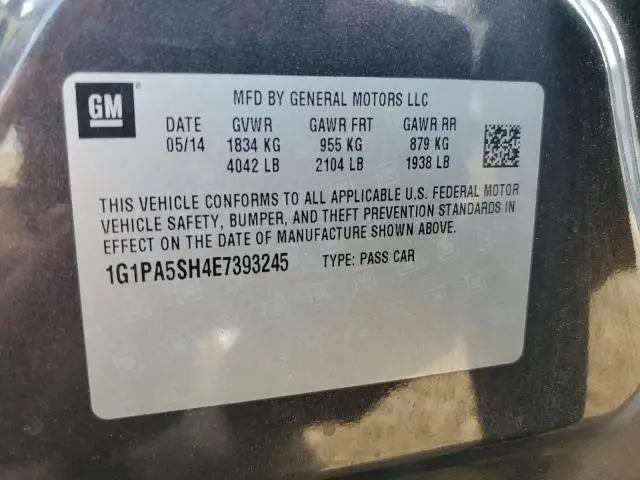 GM
MFD BY GENERAL MOTORS LLC
DATE GVWR GAWR FRT GAWR RR
05/14 1834 KG 955 KG 879 KG
4042 LB 2104 LB 1938 LB
THIS VEHICLE CONFORMS TO ALL APPLICABLE U.S. FEDERAL MOTOR
VEHICLE SAFETY, BUMPER, AND THEFT PREVENTION STANDARDS IN
EFFECT ON THE DATE OF MANUFACTURE SHOWN ABOVE.
1G1PA5SH4E7393245 TYPE: PASS CAR